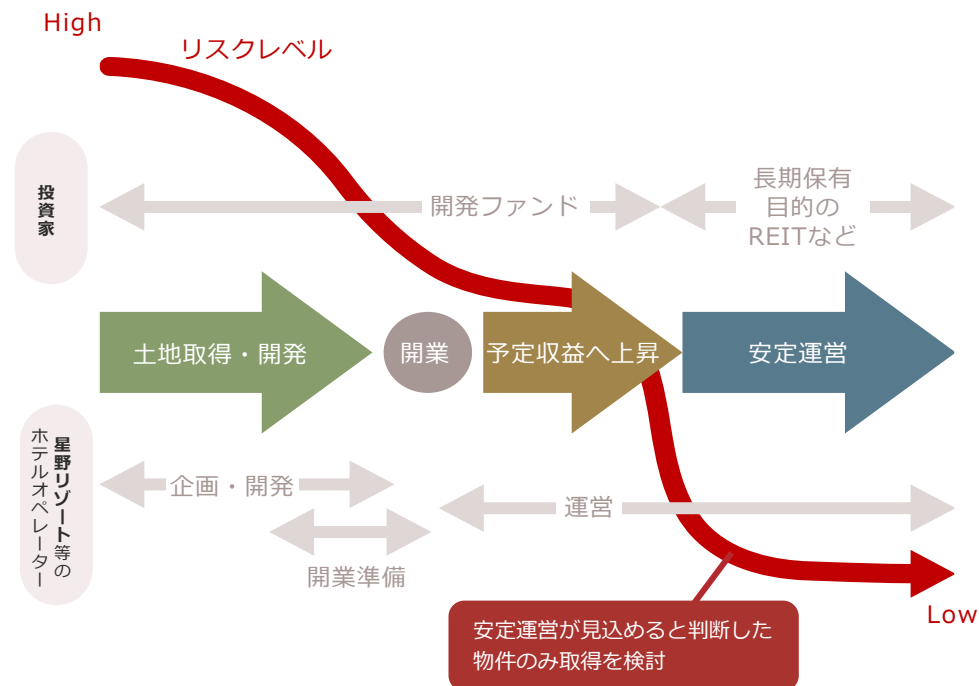 High
リスクレベル
投資家
開発ファンド
長期保有
目的の
REITなど
土地取得・開発
開業
予定収益へ上昇
安定運営
星野リゾート等の
ホテルオペレーター
企画・開発
運営
開業準備
安定運営が見込めると判断した
物件のみ取得を検討
Low